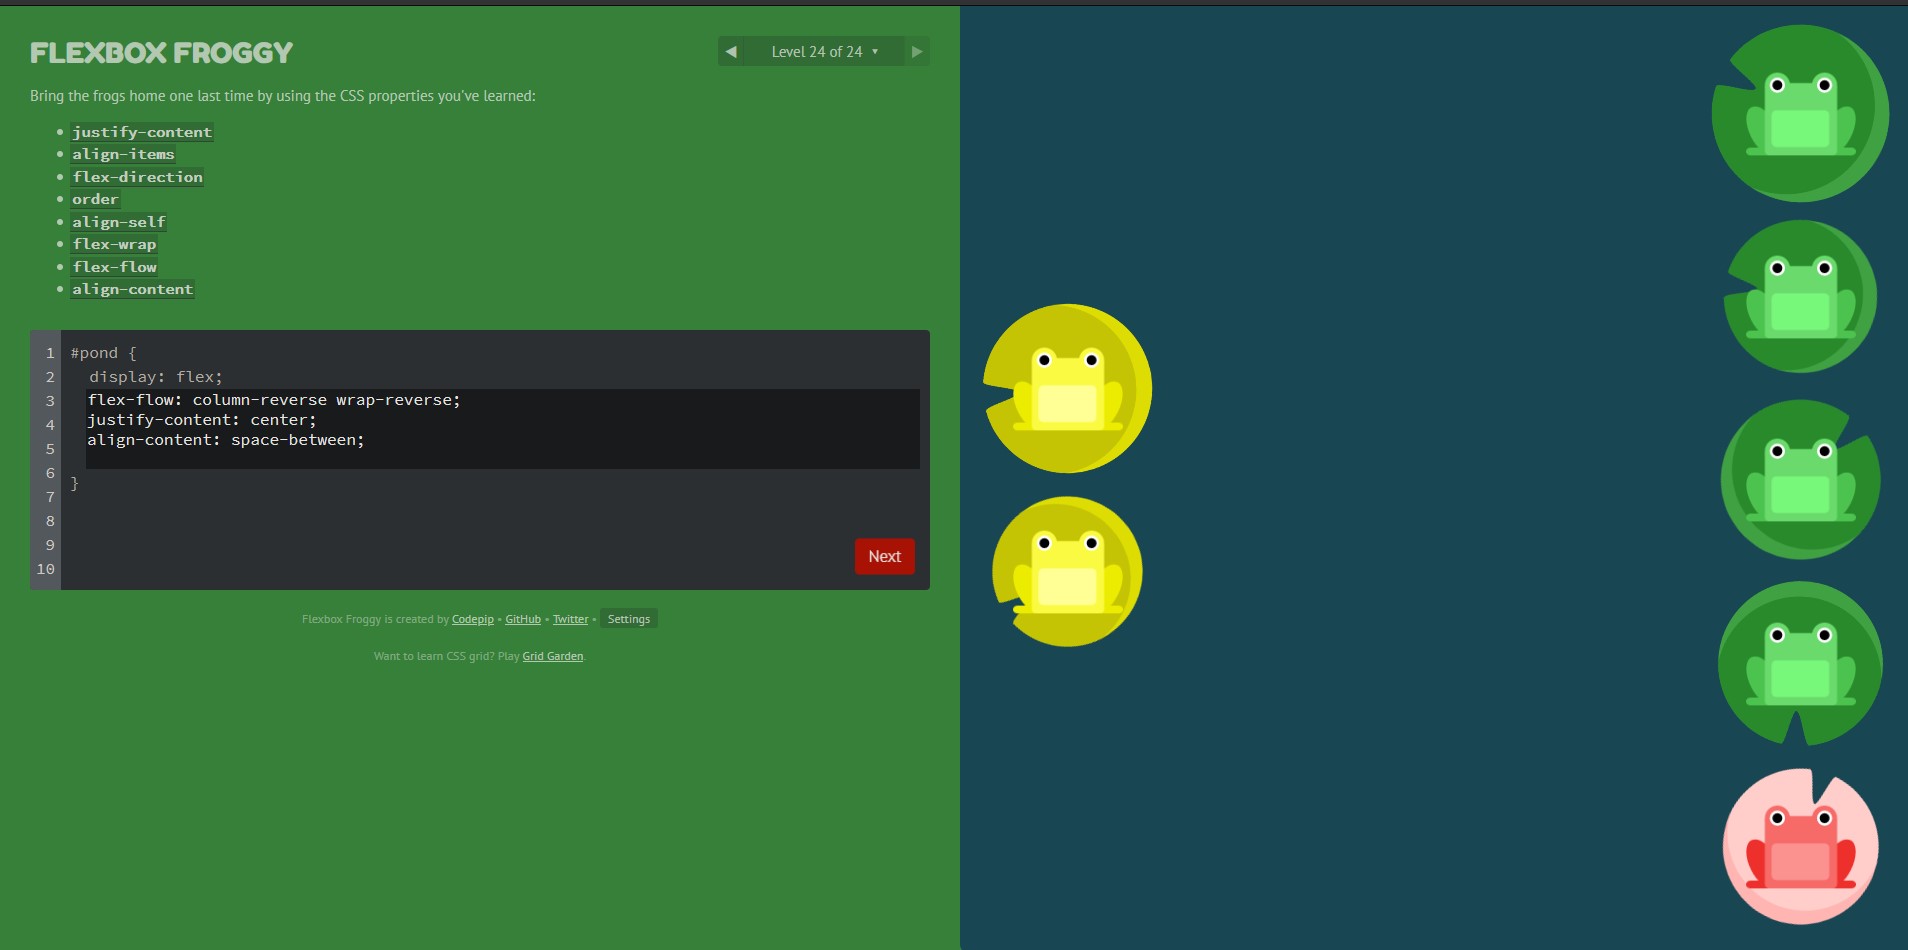 FLEXBOX FROGGY
◀ Level 24 of 24 ▾ ▶
Bring the frogs home one last time by using the CSS properties you've learned:
• justify-content
• align-items
• flex-direction
• order
• align-self
• flex-wrap
• flex-flow
• align-content
1 #pond {
2 display: flex;
3 flex-flow: column-reverse wrap-reverse;
4 justify-content: center;
5 align-content: space-between;
6 }
7
8
9
10
Next
Flexbox Froggy is created by Codepip • GitHub • Twitter • Settings
Want to learn CSS grid? Play Grid Garden.